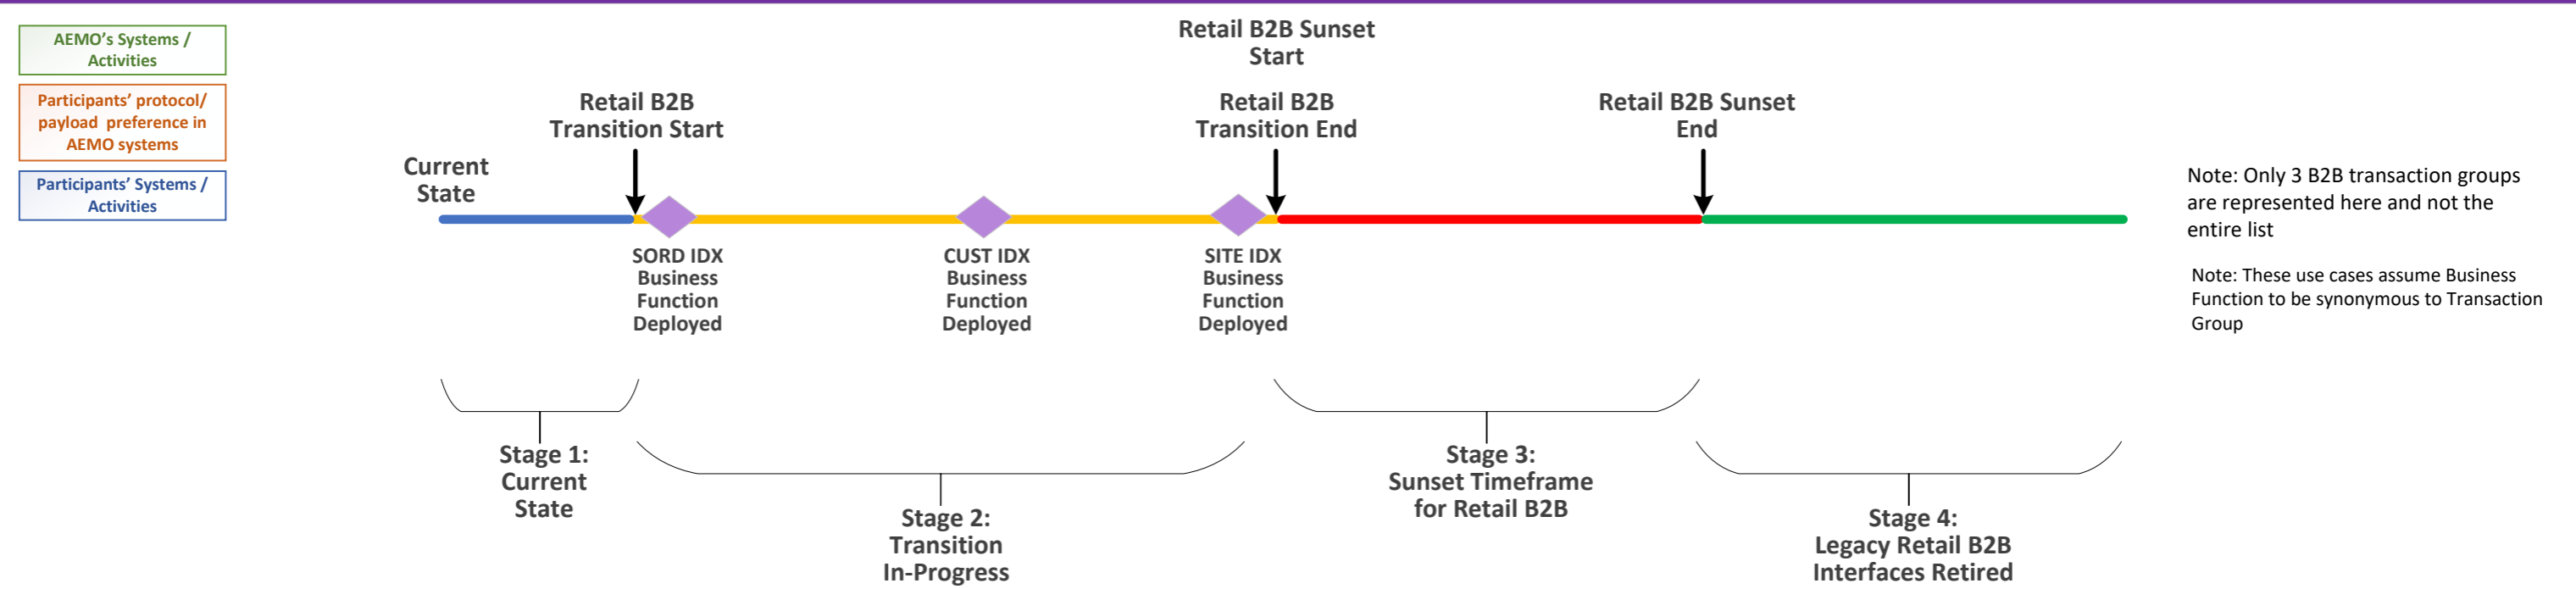 AEMO's Systems /
Activities
Participants' protocol/
payload preference in
AEMO systems
Participants' Systems /
Activities
Current
State
Retail B2B
Transition Start
Retail B2B Sunset
Start
Retail B2B
Transition End
Retail B2B Sunset
End
SORD IDX
Business
Function
Deployed
CUST IDX
Business
Function
Deployed
SITE IDX
Business
Function
Deployed
Note: Only 3 B2B transaction groups
are represented here and not the
entire list
Note: These use cases assume Business
Function to be synonymous to Transaction
Group
Stage 1:
Current
State
Stage 2:
Transition
In-Progress
Stage 3:
Sunset Timeframe
for Retail B2B
Stage 4:
Legacy Retail B2B
Interfaces Retired